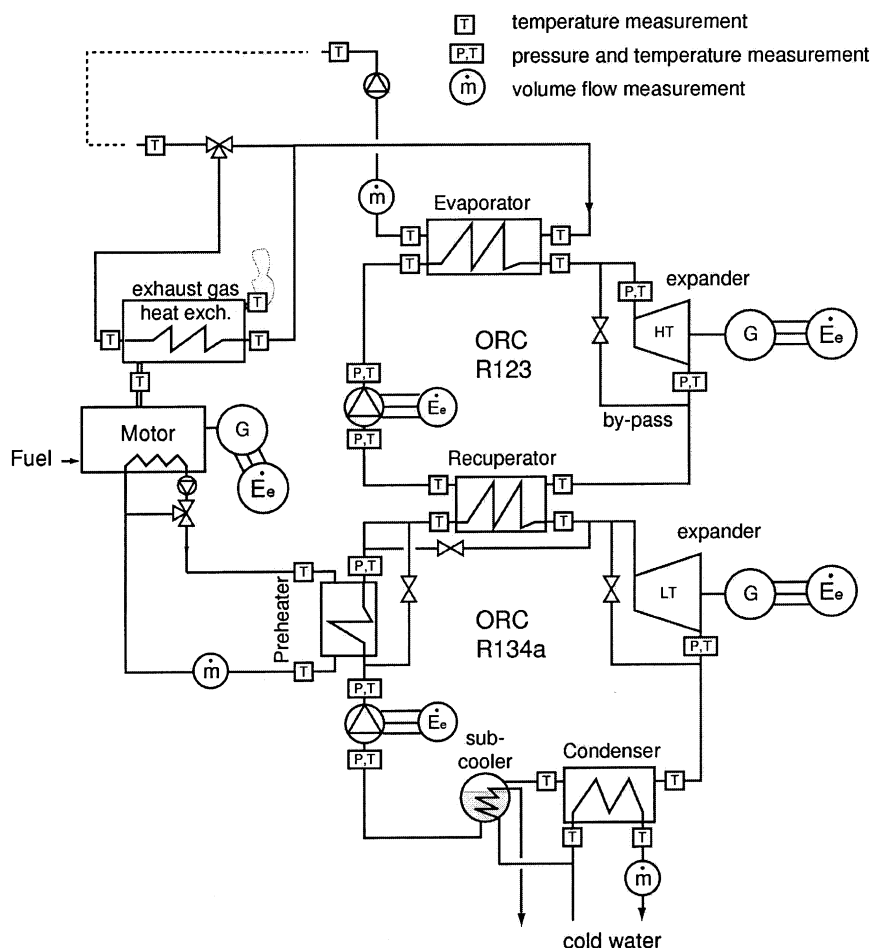 T temperature measurement
P,T pressure and temperature measurement
ṁ volume flow measurement
T
T
ṁ
Evaporator
T
T
T
T
exhaust gas
heat exch.
T
T
T
T
P,T
expander
HT
G
Ėe
P,T
by-pass
ORC
R123
P,T
Ėe
P,T
Motor
G
Ėe
Fuel
Recuperator
T
T
T
T
expander
LT
G
Ėe
P,T
P,T
Preheater
T
T
ṁ
ORC
R134a
P,T
Ėe
P,T
sub-
cooler
Condenser
T
T
T
T
ṁ
cold water